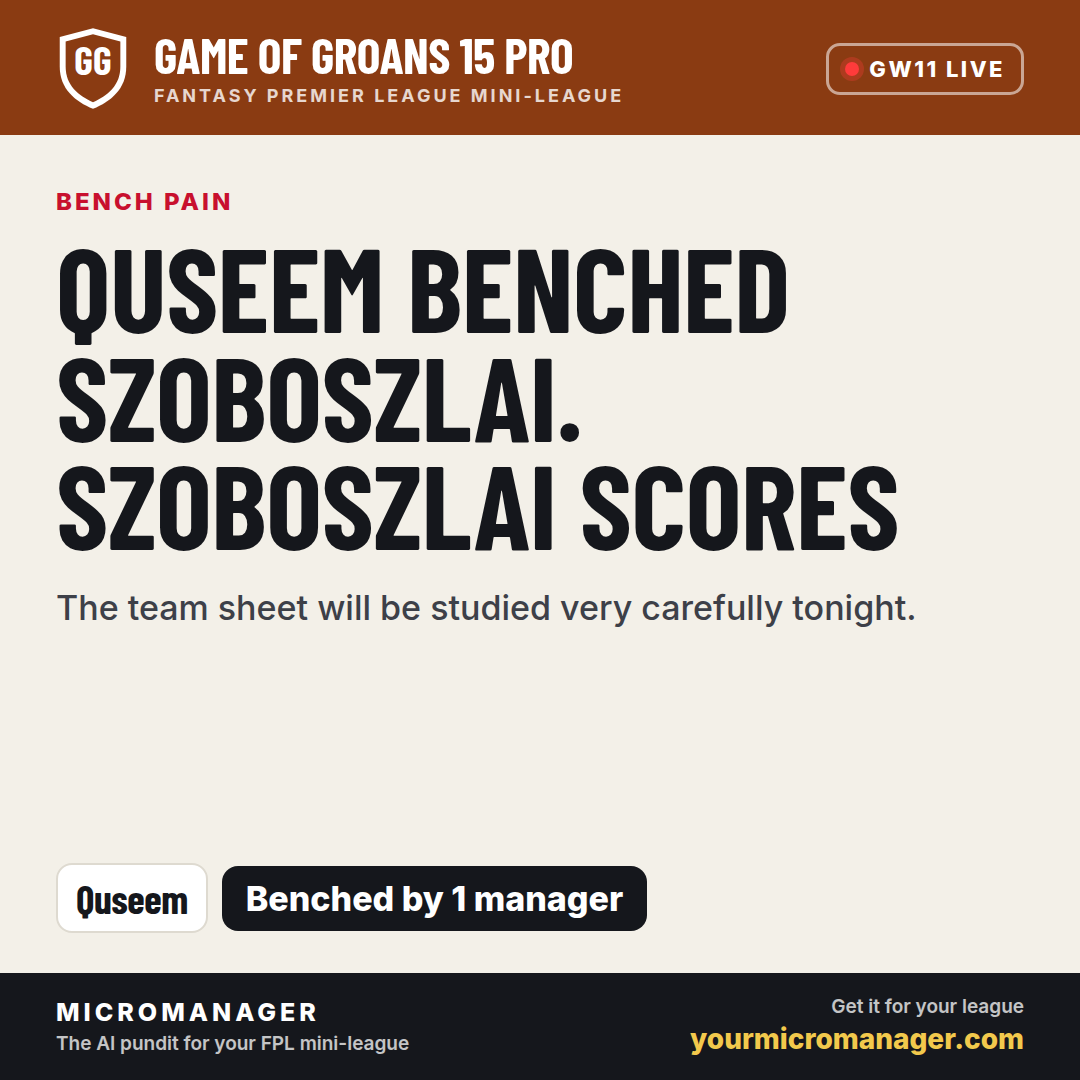 GG
GAME OF GROANS 15 PRO
FANTASY PREMIER LEAGUE MINI-LEAGUE
GW11 LIVE
BENCH PAIN
QUSEEM BENCHED
SZOBOSZLAI.
SZOBOSZLAI SCORES
The team sheet will be studied very carefully tonight.
Quseem
Benched by 1 manager
MICROMANAGER
The AI pundit for your FPL mini-league
Get it for your league
yourmicromanager.com